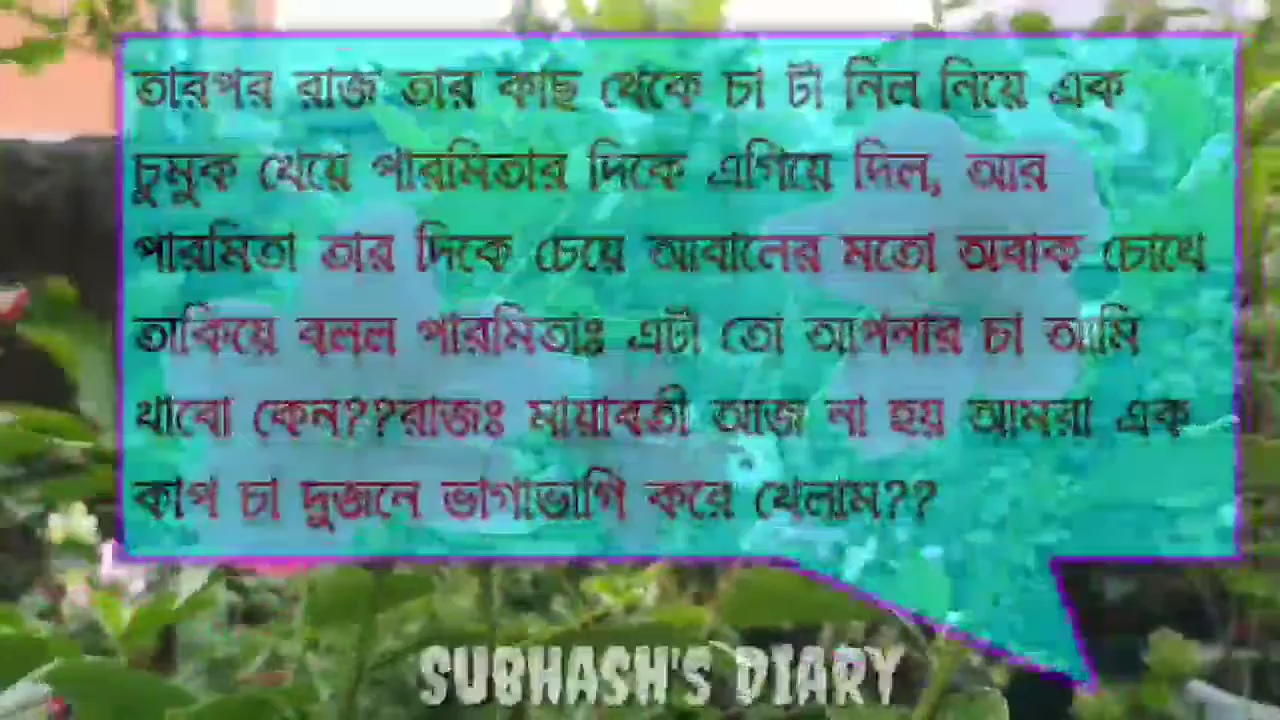 তারপর রাজ তার কাছ থেকে চা টা নিল নিয়ে এক
চুমুক খেয়ে পারমিতার দিকে এগিয়ে দিল, আর
পারমিতা তার দিকে চেয়ে আবালের মতো অবাক চোখে
তাকিয়ে বলল পারমিতাঃ এটা তো আপনার চা আমি
খাবো কেন??রাজঃ মায়াবতী আজ না হয় আমরা এক
কাপ চা দুজনে ভাগাভাগি করে খেলাম??
SUBHASH'S DIARY